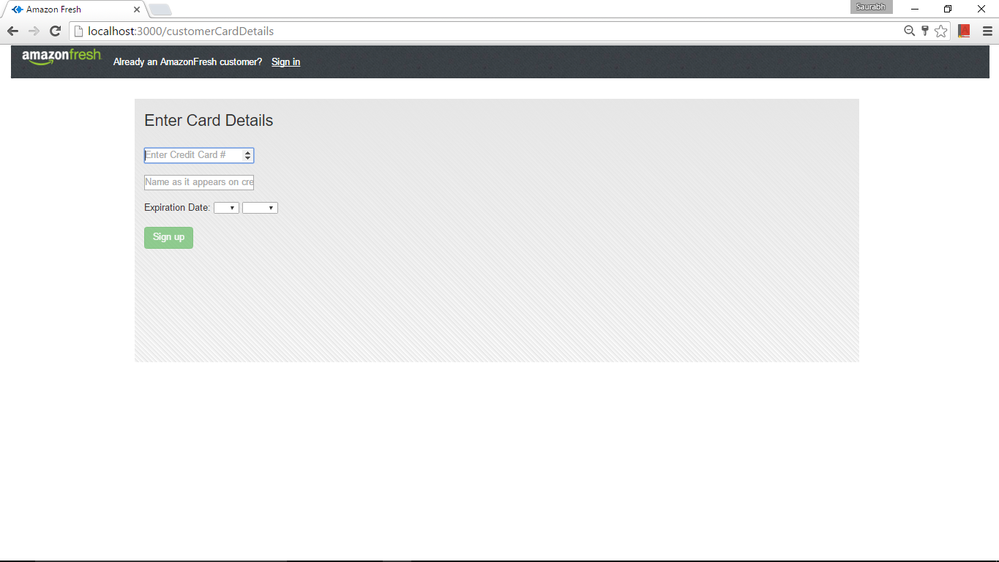 Amazon Fresh
Saurabh
localhost:3000/customerCardDetails
amazonfresh
Already an AmazonFresh customer? Sign in
Enter Card Details
Enter Credit Card #
Name as it appears on cre
Expiration Date:
Sign up